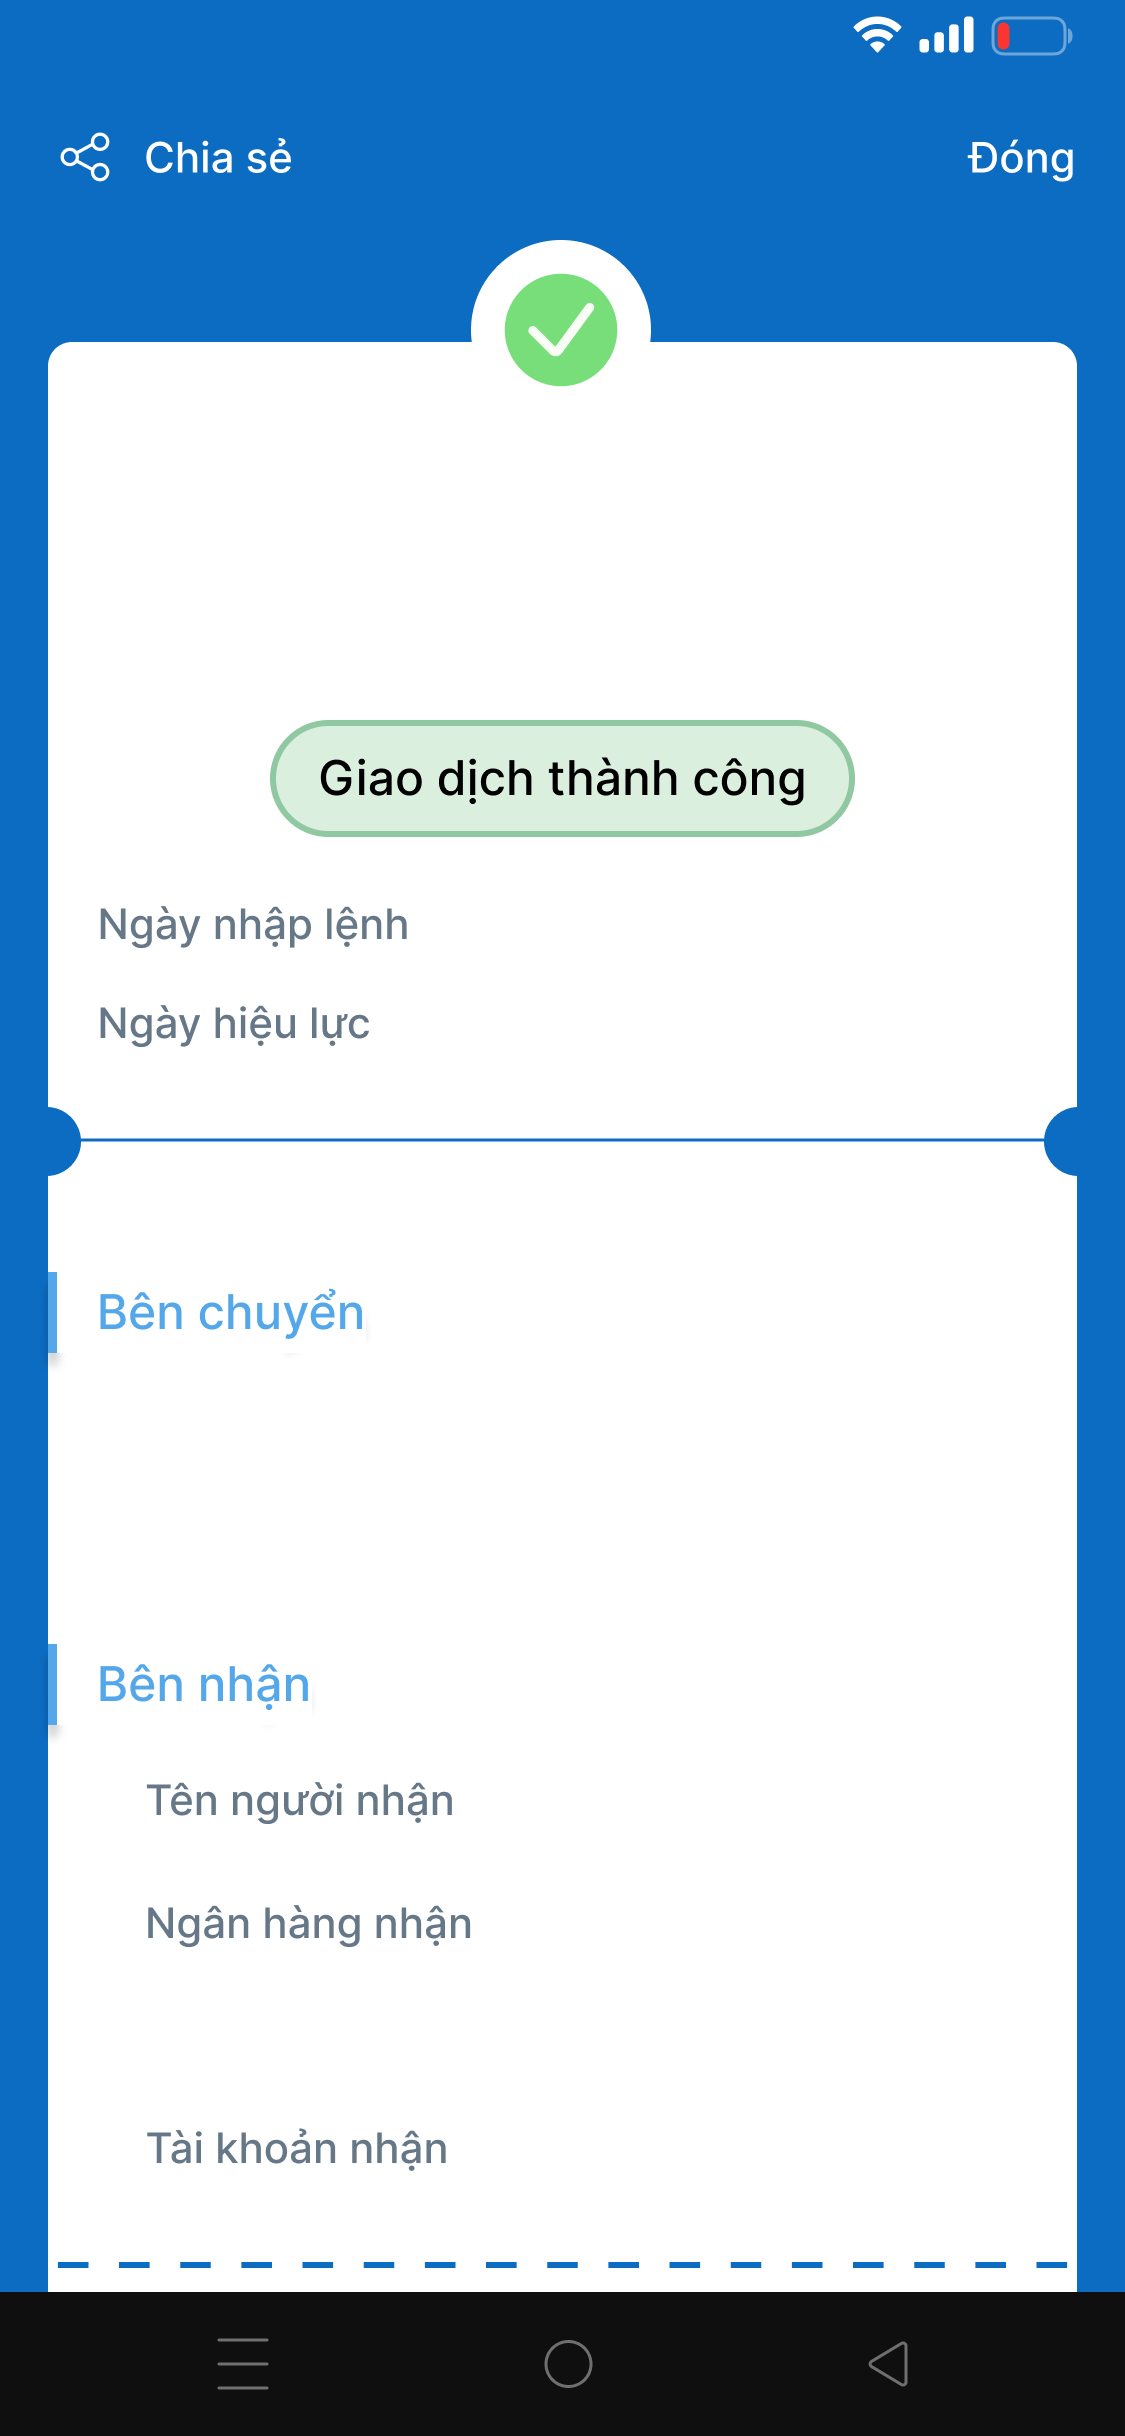 Chia sẻ
Đóng
Giao dịch thành công
Ngày nhập lệnh
Ngày hiệu lực
Bên chuyển
Bên nhận
Tên người nhận
Ngân hàng nhận
Tài khoản nhận